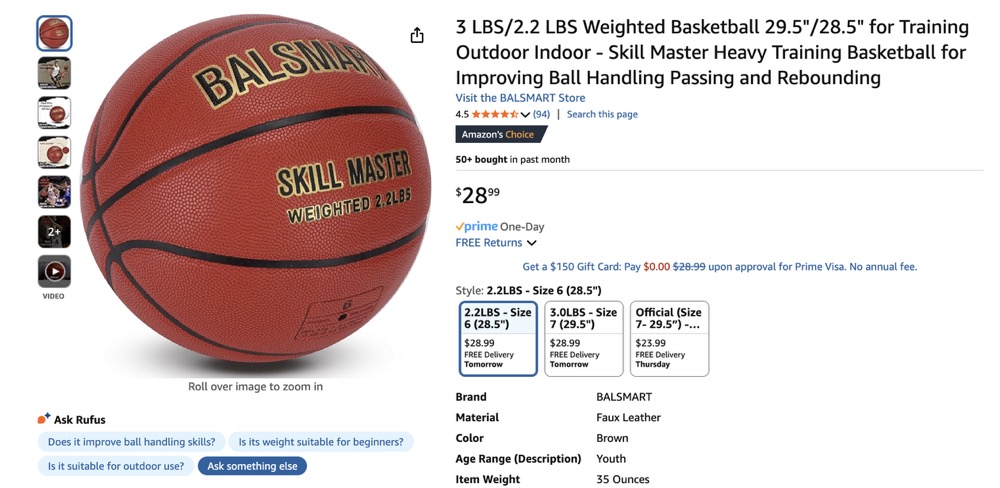 3 LBS/2.2 LBS Weighted Basketball 29.5"/28.5" for Training
Outdoor Indoor - Skill Master Heavy Training Basketball for
Improving Ball Handling Passing and Rebounding
Visit the BALSMART Store
4.5 (94) | Search this page
Amazon's Choice
50+ bought in past month
$28.99
prime One-Day
FREE Returns
Get a $150 Gift Card: Pay $0.00 $28.99 upon approval for Prime Visa. No annual fee.
Style: 2.2LBS - Size 6 (28.5")
2.2LBS - Size
6 (28.5")
$28.99
FREE Delivery
Tomorrow
3.0LBS - Size
7 (29.5")
$28.99
FREE Delivery
Tomorrow
Official (Size
7- 29.5”) -...
$23.99
FREE Delivery
Thursday
Brand BALSMART
Material Faux Leather
Color Brown
Age Range (Description) Youth
Item Weight 35 Ounces
BALSMART
SKILL MASTER
WEIGHTED 2.2LBS
6
2+
VIDEO
Roll over image to zoom in
Ask Rufus
Does it improve ball handling skills?
Is its weight suitable for beginners?
Is it suitable for outdoor use?
Ask something else